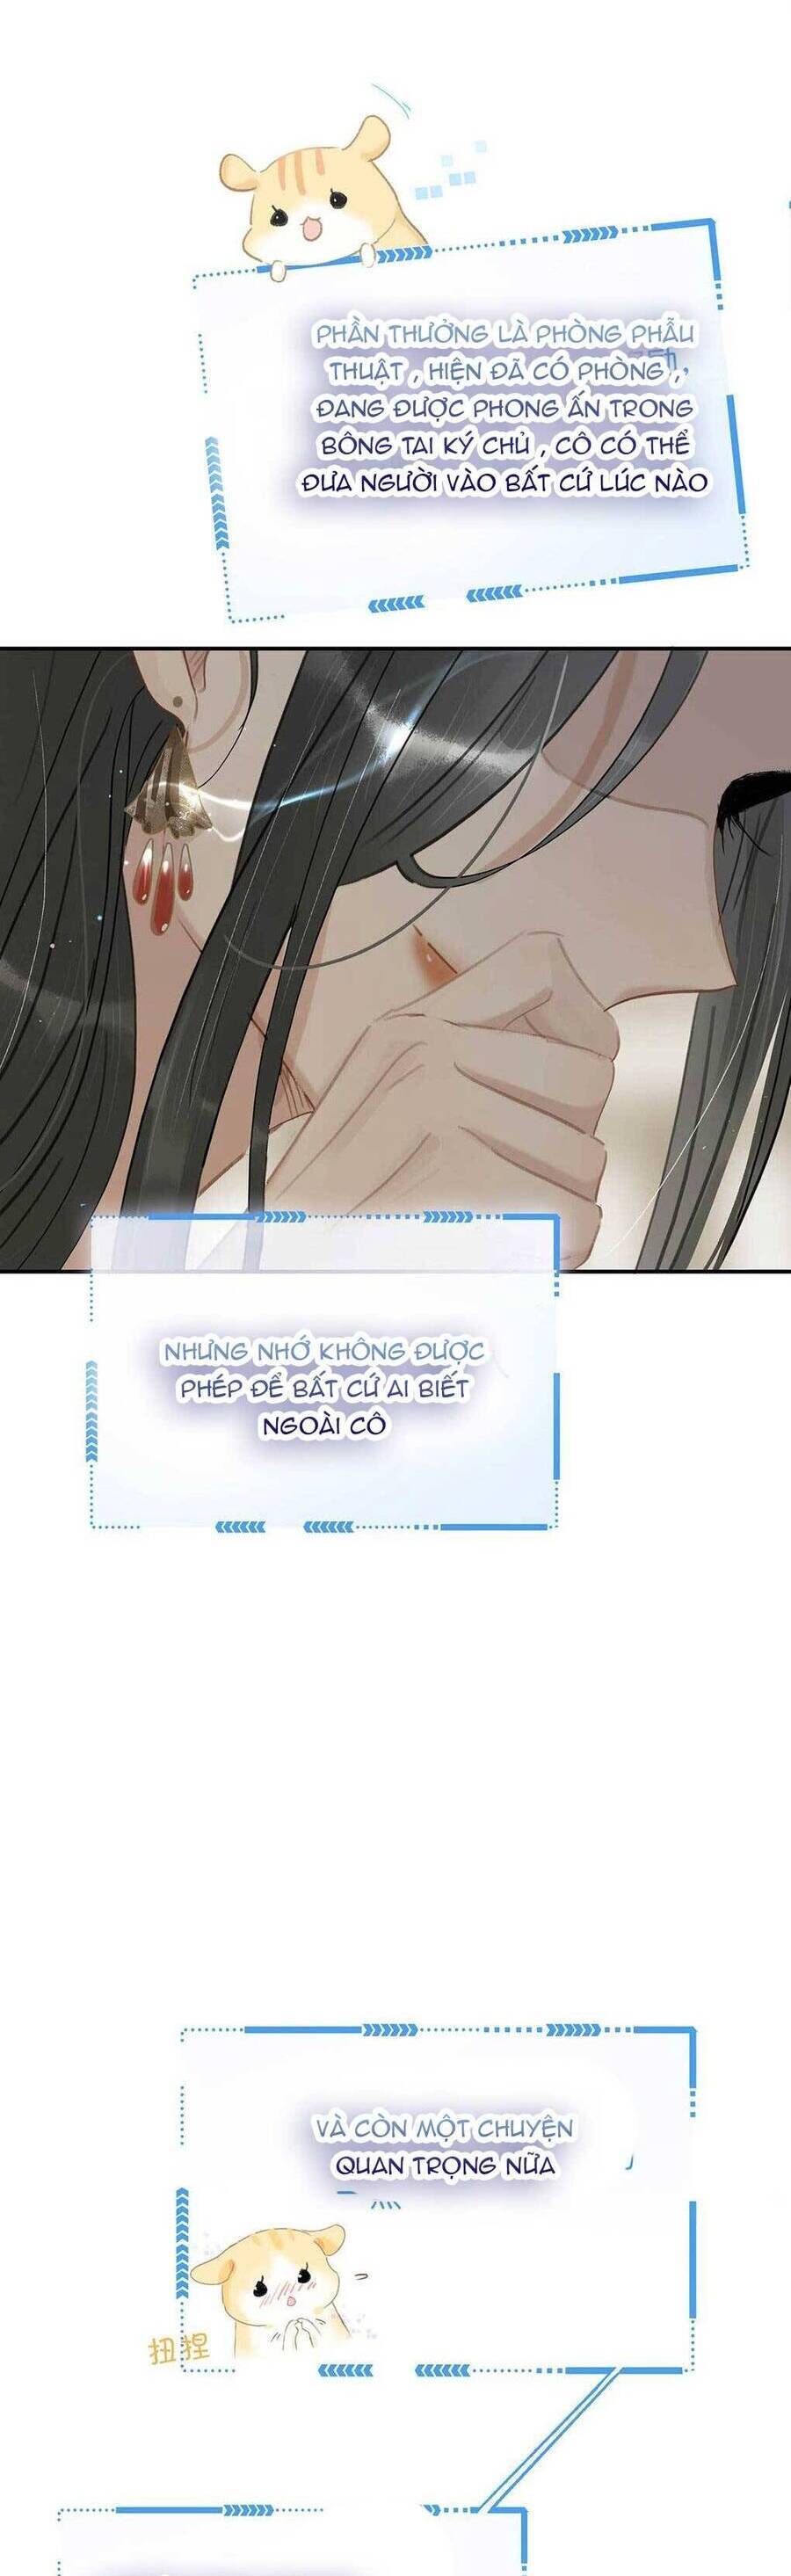 PHẦN THƯỞNG LÀ PHÒNG PHẪU
THUẬT , HIỆN ĐÃ CÓ PHÒNG ,
ĐANG ĐƯỢC PHONG ẤN TRONG
BÔNG TAI KÝ CHỦ , CÔ CÓ THỂ
ĐƯA NGƯỜI VÀO BẤT CỨ LÚC NÀO
NHƯNG NHỚ KHÔNG ĐƯỢC
PHÉP ĐỂ BẤT CỨ AI BIẾT
NGOÀI CÔ
VÀ CÒN MỘT CHUYỆN
QUAN TRỌNG NỮA
扭捏